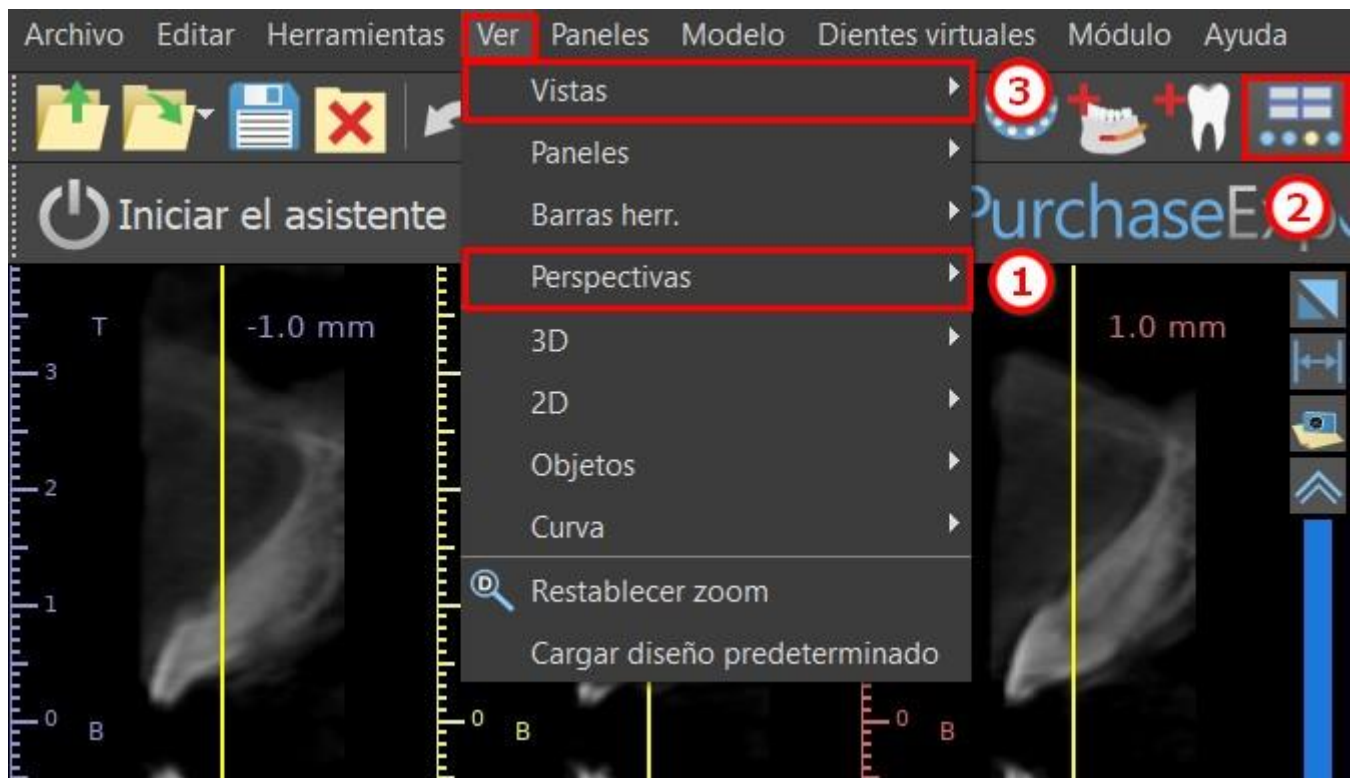 Archivo Editar Herramientas Ver Paneles Modelo Dientes virtuales Módulo Ayuda
Vistas
3
Paneles
Iniciar el asistente
Barras herr.
PurchaseExp
2
Perspectivas
1
T
-1.0 mm
1.0 mm
3D
3
2D
Objetos
2
Curva
D
Restablecer zoom
1
Cargar diseño predeterminado
0
B
0
B
0
B